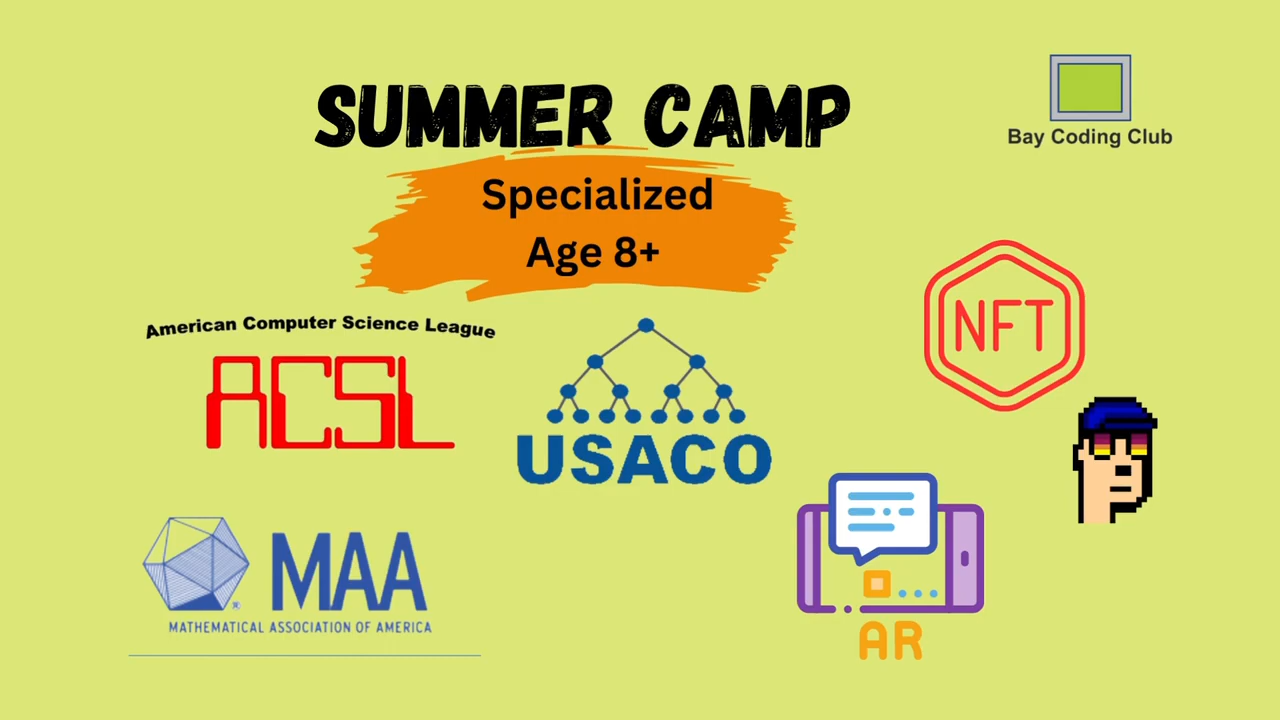 SUMMER CAMP
Bay Coding Club
Specialized
Age 8+
American Computer Science League
ACSL
USACO
NFT
MAA
MATHEMATICAL ASSOCIATION OF AMERICA
AR